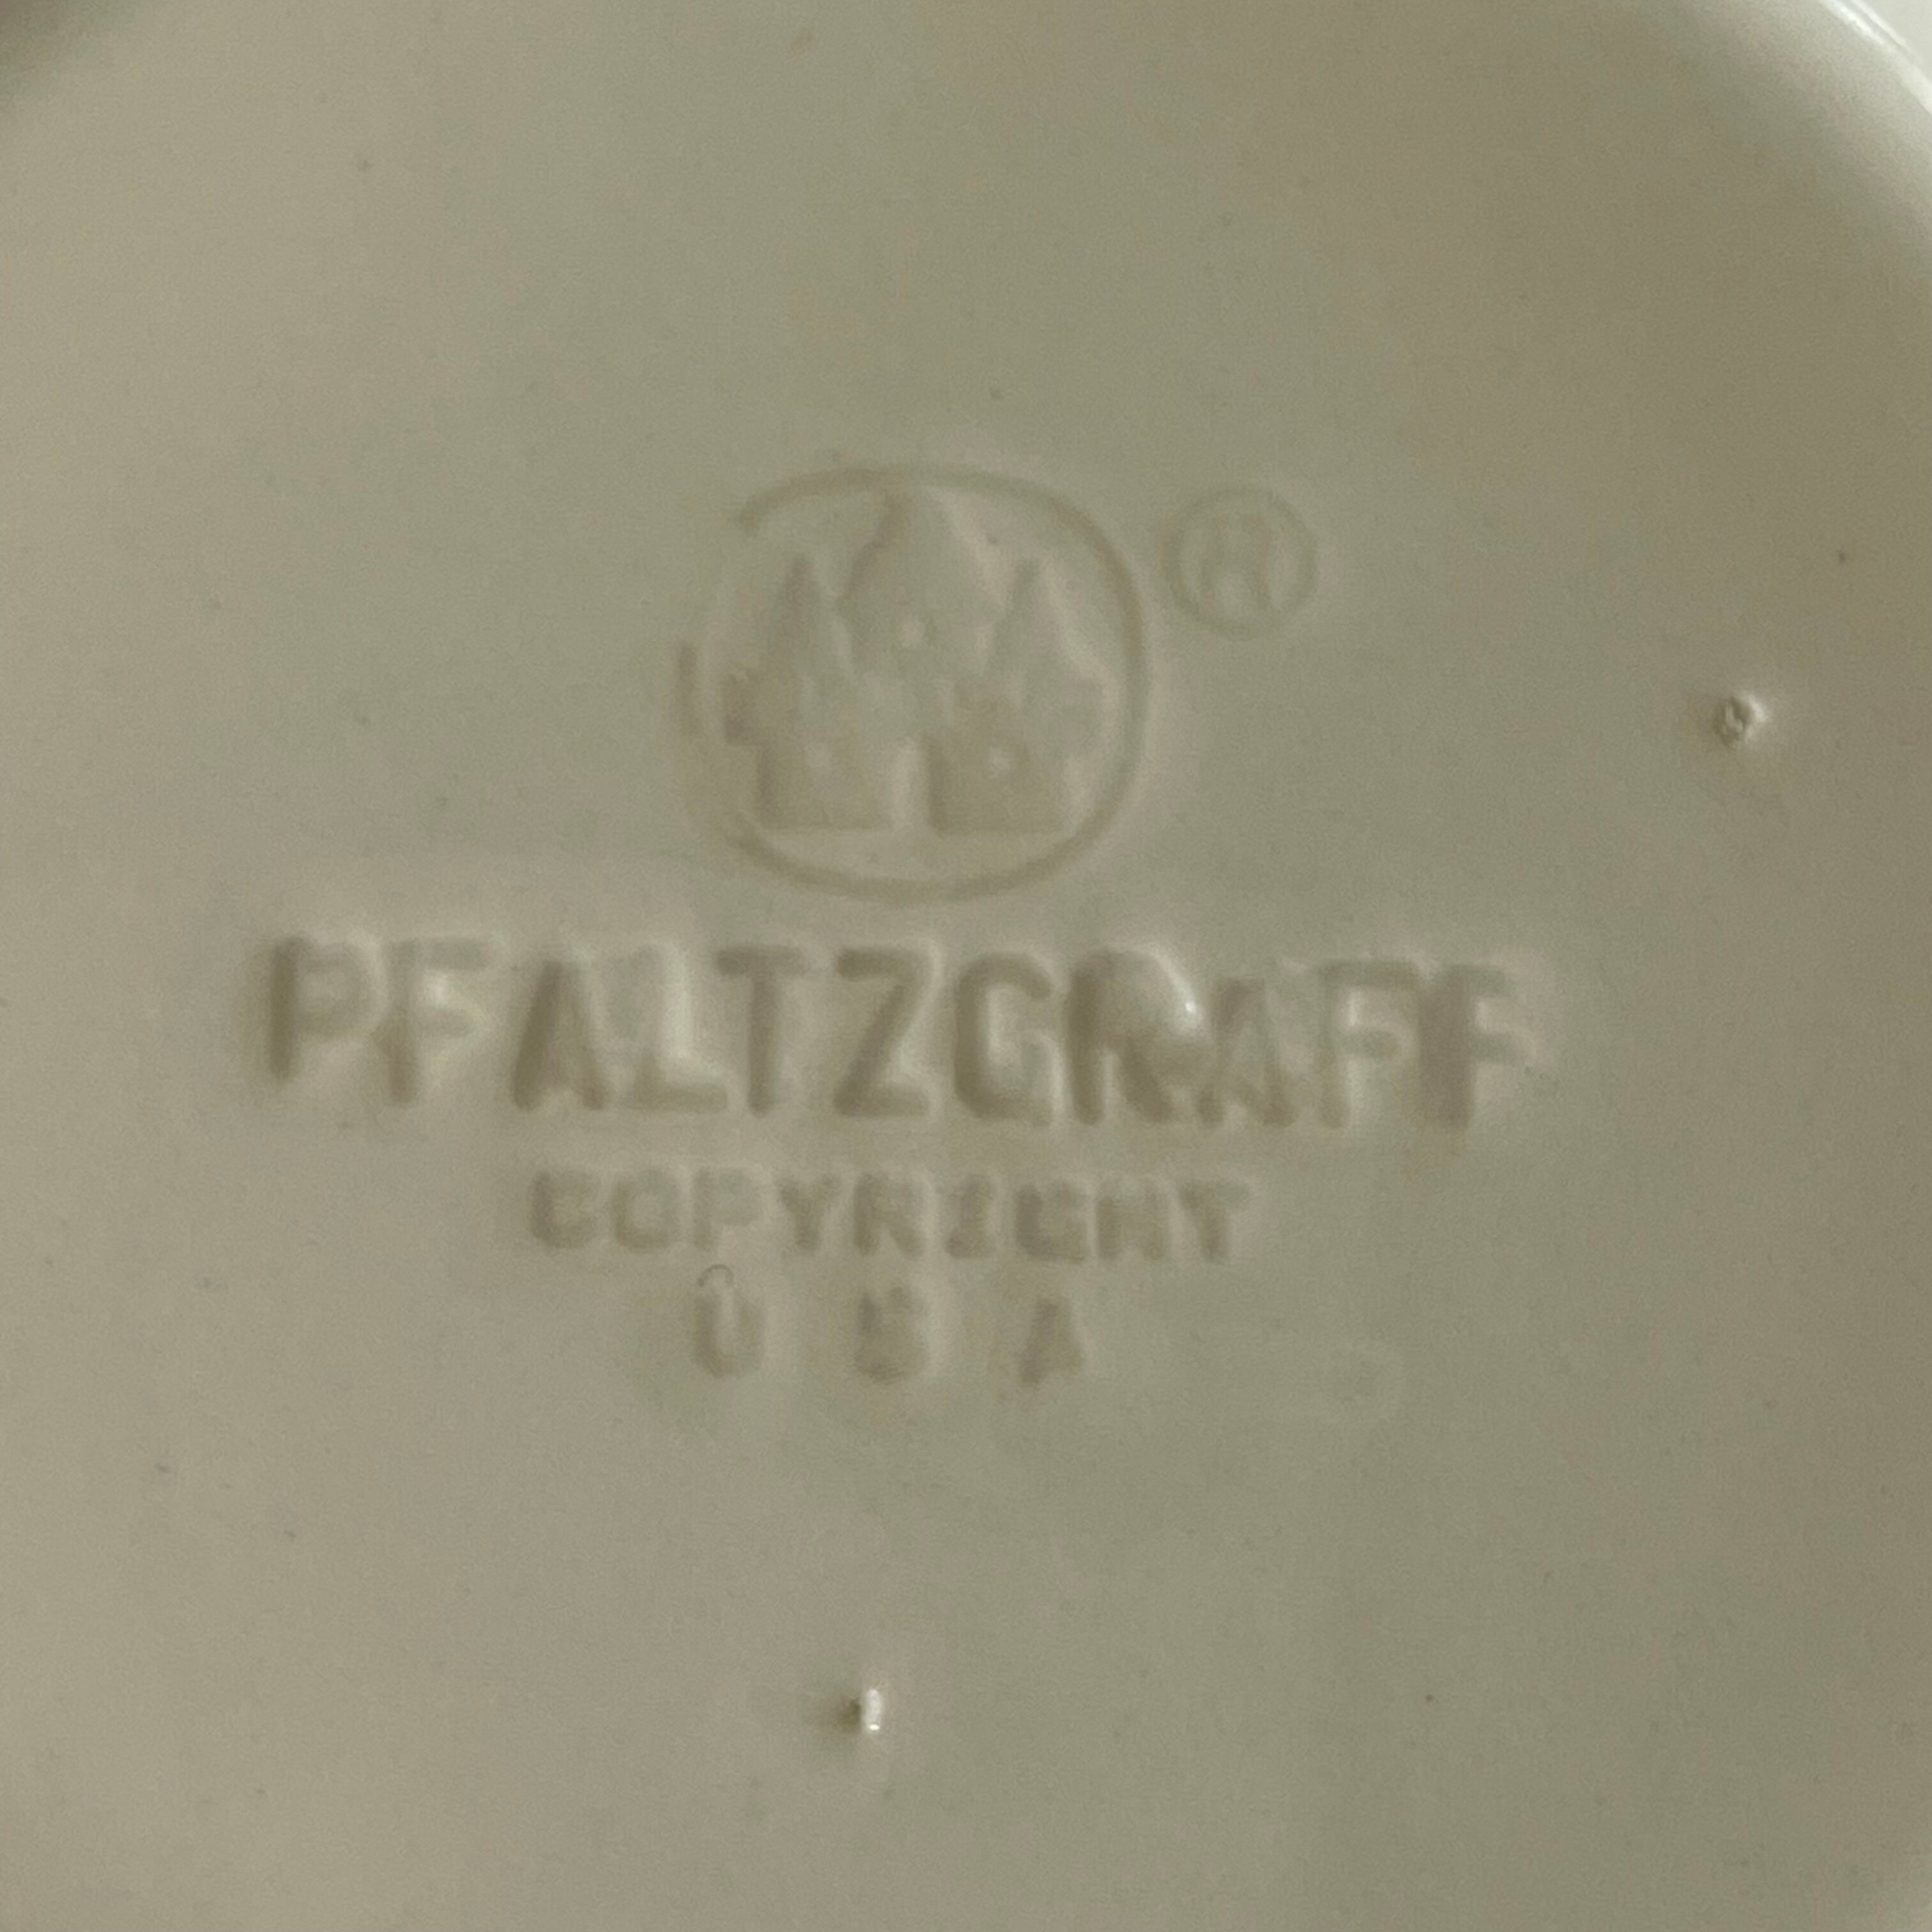 ®
PFALTZGRAFF
COPYRIGHT
U S A